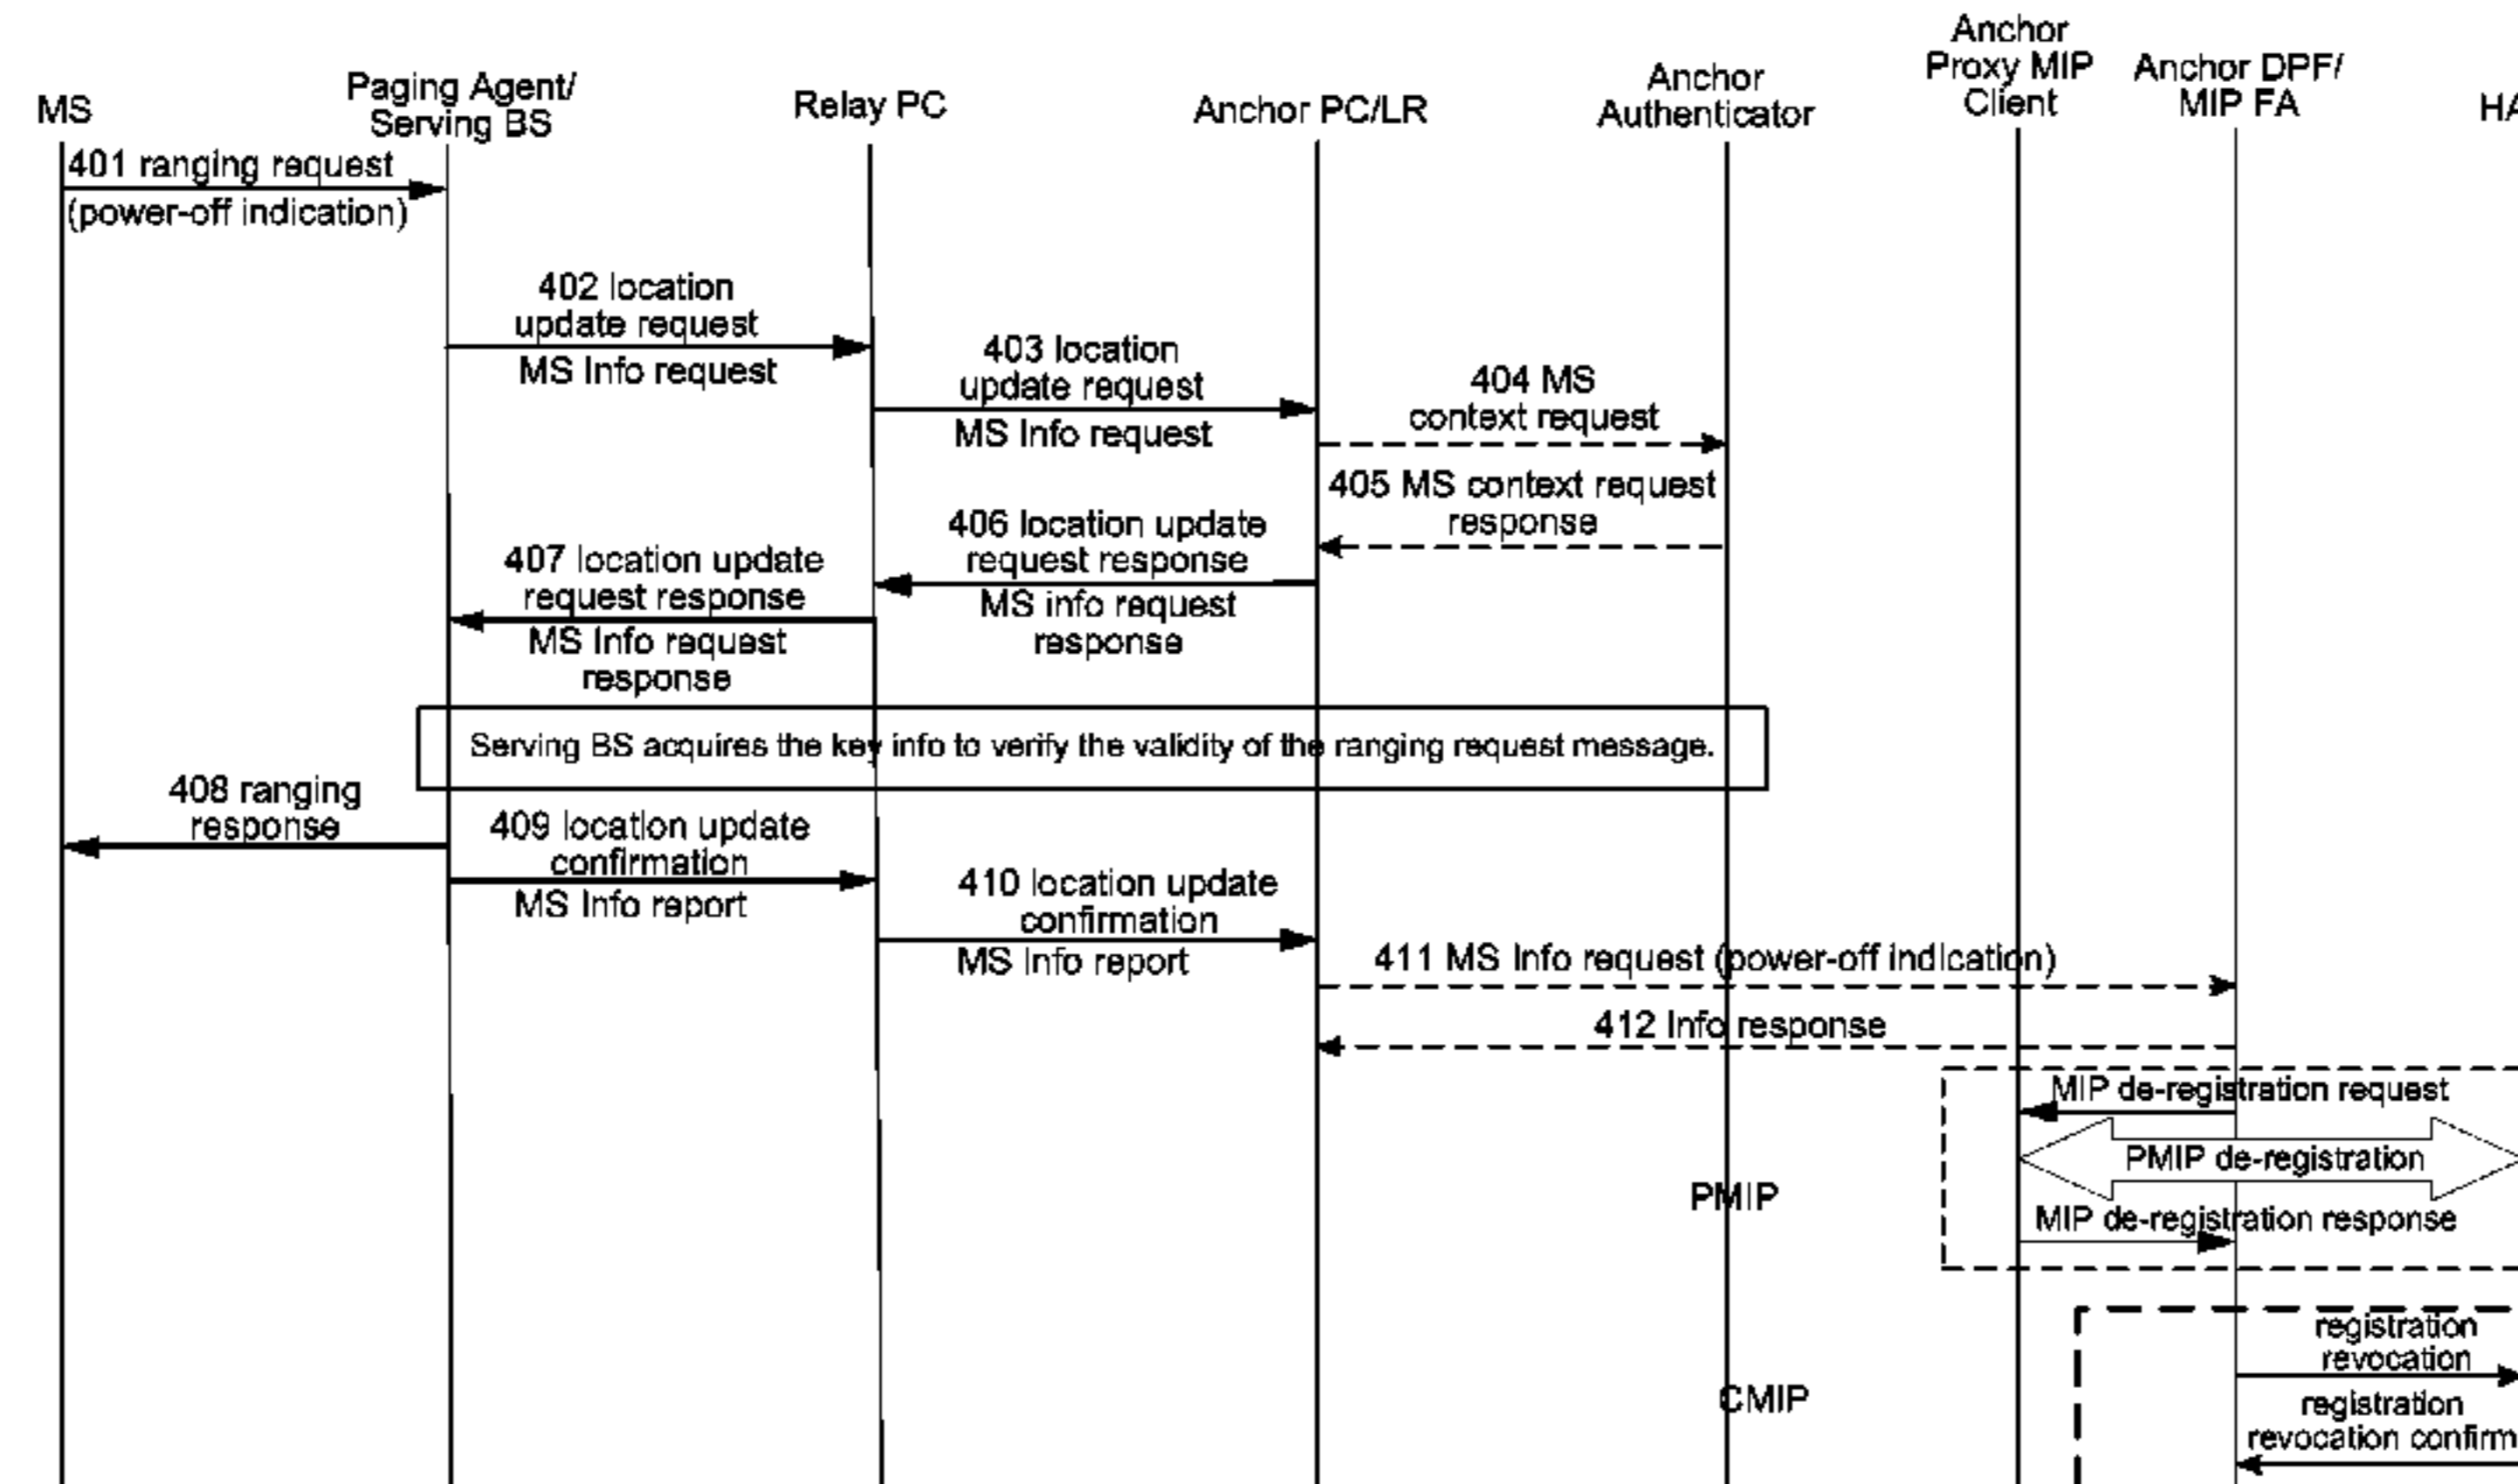 MS
Paging Agent/
Serving BS
Relay PC
Anchor PC/LR
Anchor
Authenticator
Anchor
Proxy MIP
Client
Anchor DPF/
MIP FA
401 ranging request
(power-off indication)
402 location
update request
MS Info request
403 location
update request
MS Info request
404 MS
context request
405 MS context request
response
406 location update
request response
MS info request
response
407 location update
request response
MS Info request
response
Serving BS acquires the key info to verify the validity of the ranging request message.
408 ranging
response
409 location update
confirmation
MS Info report
410 location update
confirmation
MS Info report
411 MS Info request (power-off indication)
412 Info response
MIP de-registration request
PMIP de-registration
PMIP
MIP de-registration response
registration
revocation
CMIP
registration
revocation confirm